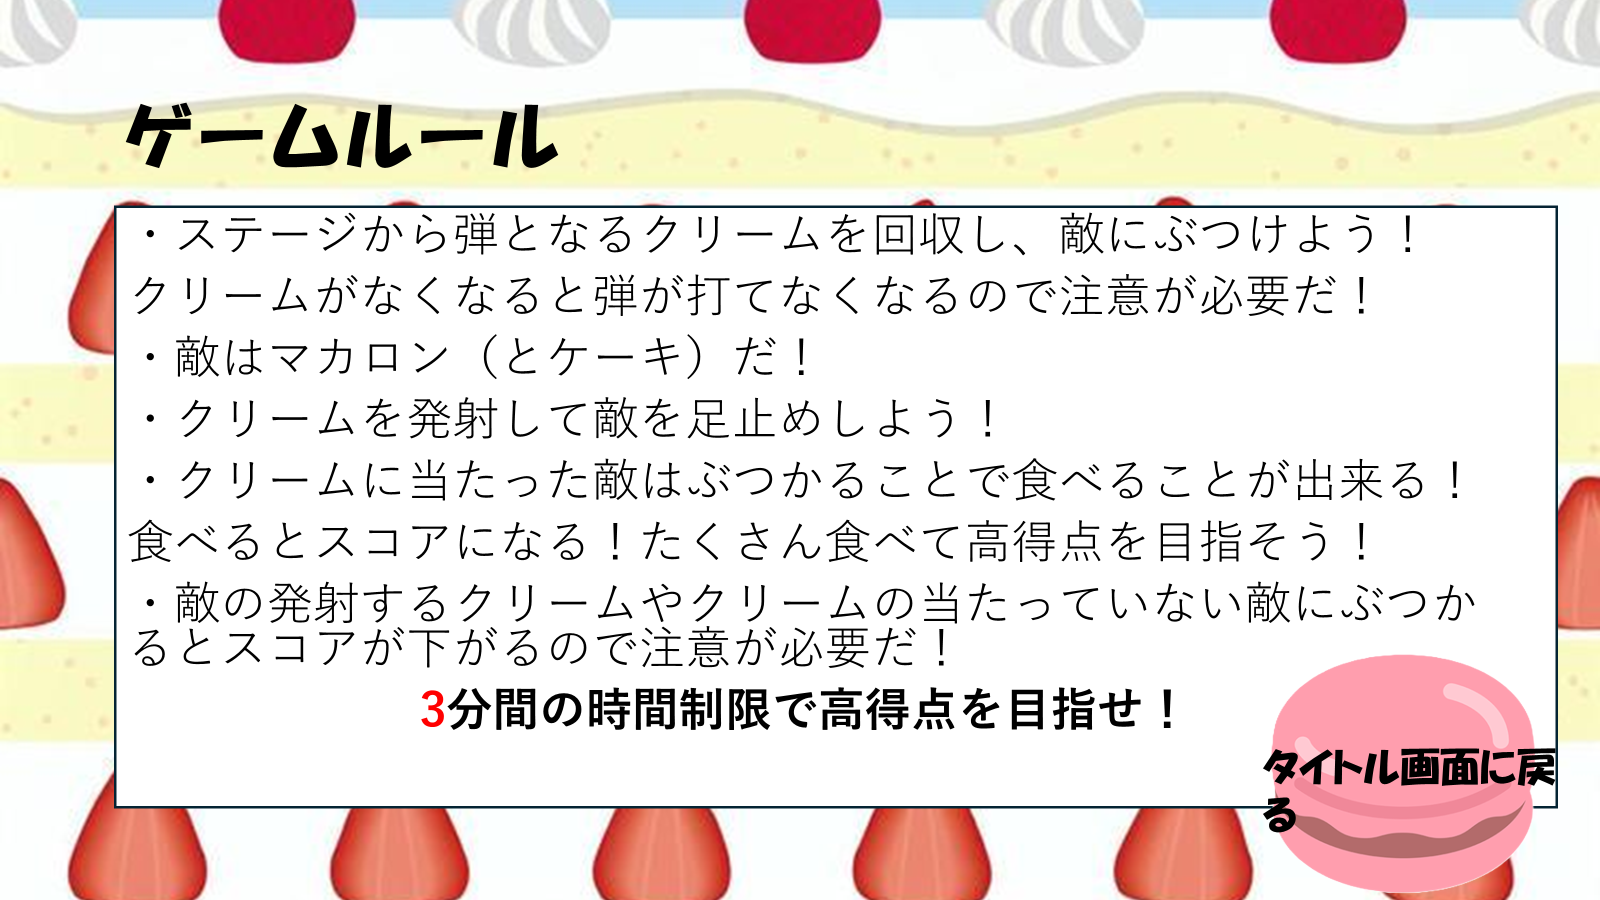 ゲームルール
・ステージから弾となるクリームを回収し、敵にぶつけよう！
クリームがなくなると弾が打てなくなるので注意が必要だ！
・敵はマカロン（とケーキ）だ！
・クリームを発射して敵を足止めしよう！
・クリームに当たった敵はぶつかることで食べることが出来る！
食べるとスコアになる！たくさん食べて高得点を目指そう！
・敵の発射するクリームやクリームの当たっていない敵にぶつか
るとスコアが下がるので注意が必要だ！
3分間の時間制限で高得点を目指せ！
タイトル画面に戻
る